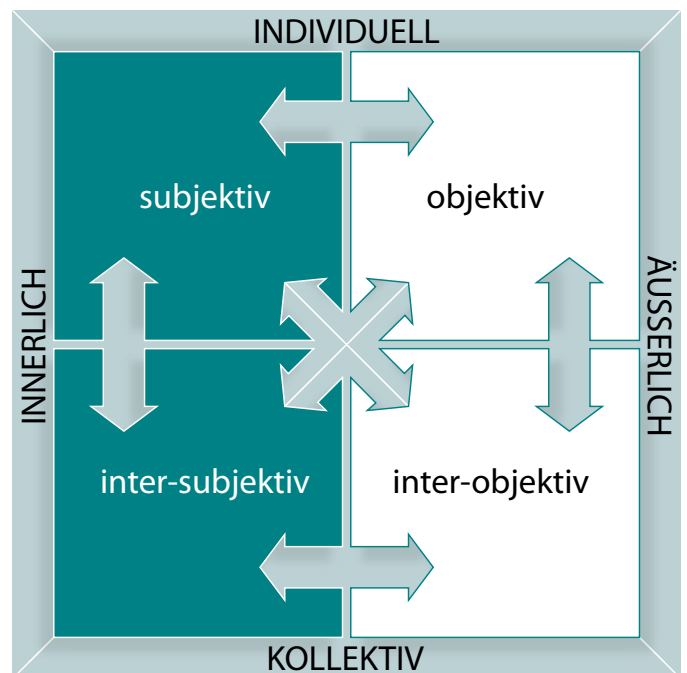 INDIVIDUELL
subjektiv
objektiv
INNERLICH
ÄUSSERLICH
inter-subjektiv
inter-objektiv
KOLLEKTIV